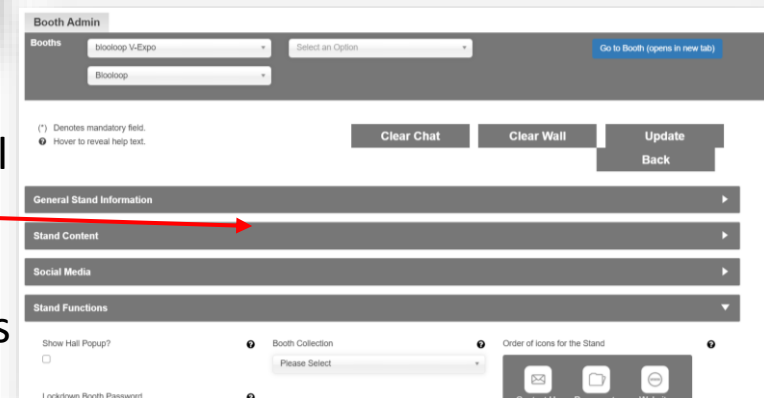 Booth Admin
Booths
blooloop V-Expo
Select an Option
Go to Booth (opens in new tab)
Blooloop
(*) Denotes mandatory field.
Hover to reveal help text.
Clear Chat
Clear Wall
Update
Back
l
General Stand Information
Stand Content
Social Media
Stand Functions
s
Show Hall Popup?
Booth Collection
Order of icons for the Stand
Please Select
Lockdown Booth Password